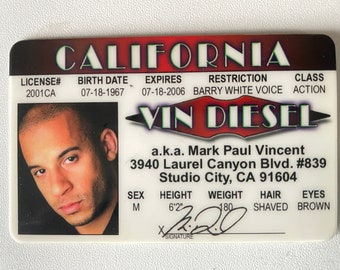 CALIFORNIA
LICENSE# BIRTH DATE EXPIRES RESTRICTION CLASS
2001CA 07-18-1967 07-18-2006 BARRY WHITE VOICE ACTION
VIN DIESEL
a.k.a. Mark Paul Vincent
3940 Laurel Canyon Blvd. #839
Studio City, CA 91604
SEX HEIGHT WEIGHT HAIR EYES
M 6'2" 180 SHAVED BROWN
X
SIGNATURE